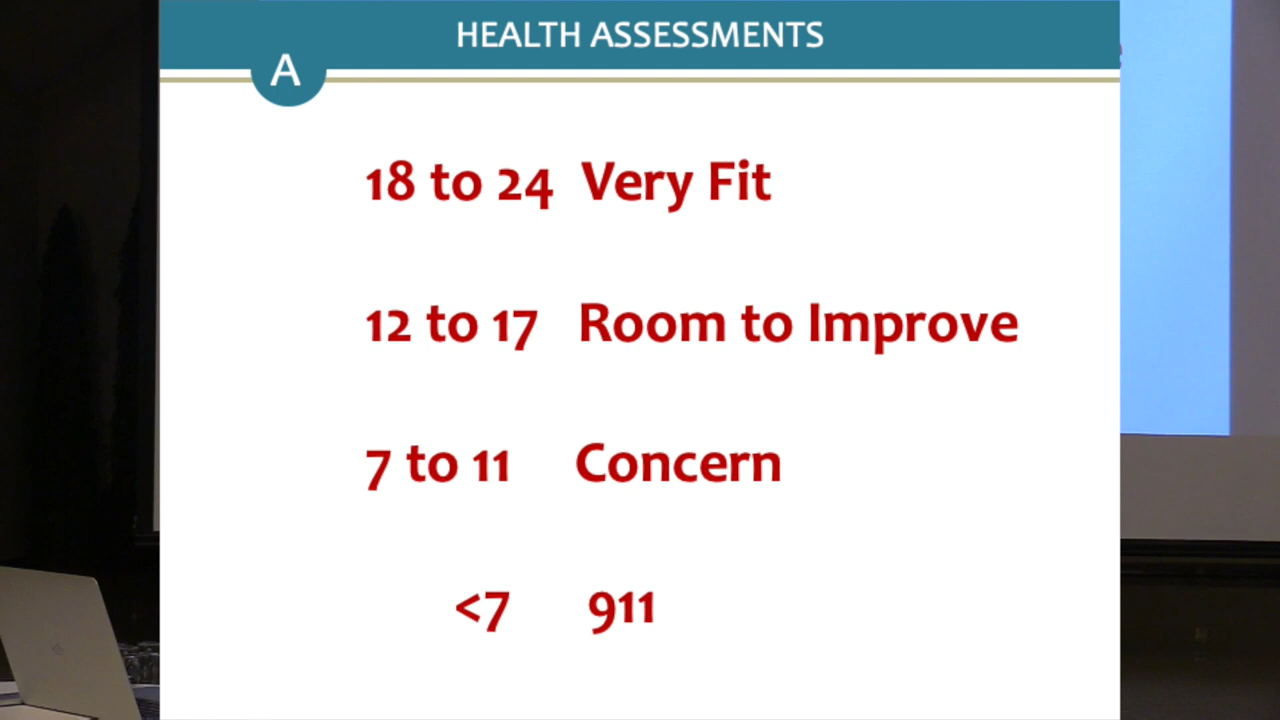 HEALTH ASSESSMENTS
A
18 to 24 Very Fit
12 to 17 Room to Improve
7 to 11 Concern
<7 911